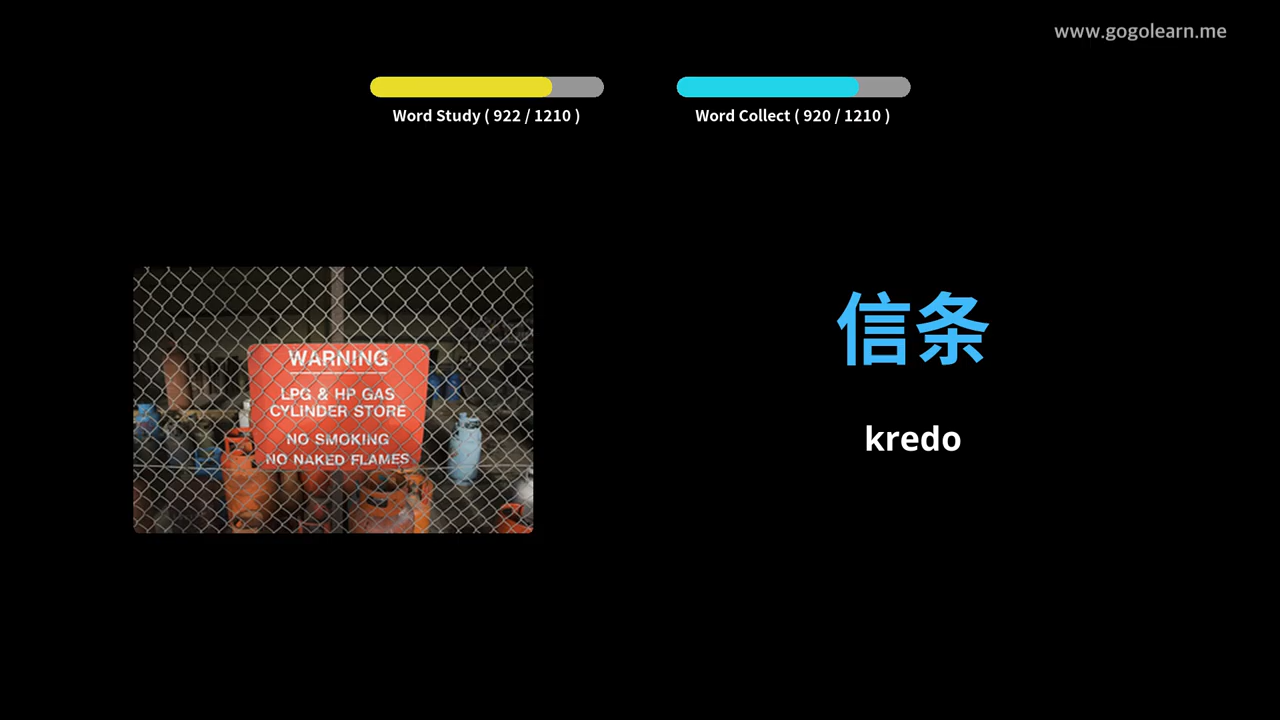 www.gogolearn.me
Word Study ( 922 / 1210 )
Word Collect ( 920 / 1210 )
WARNING
LPG & HP GAS
CYLINDER STORE
NO SMOKING
NO NAKED FLAMES
信条
kredo